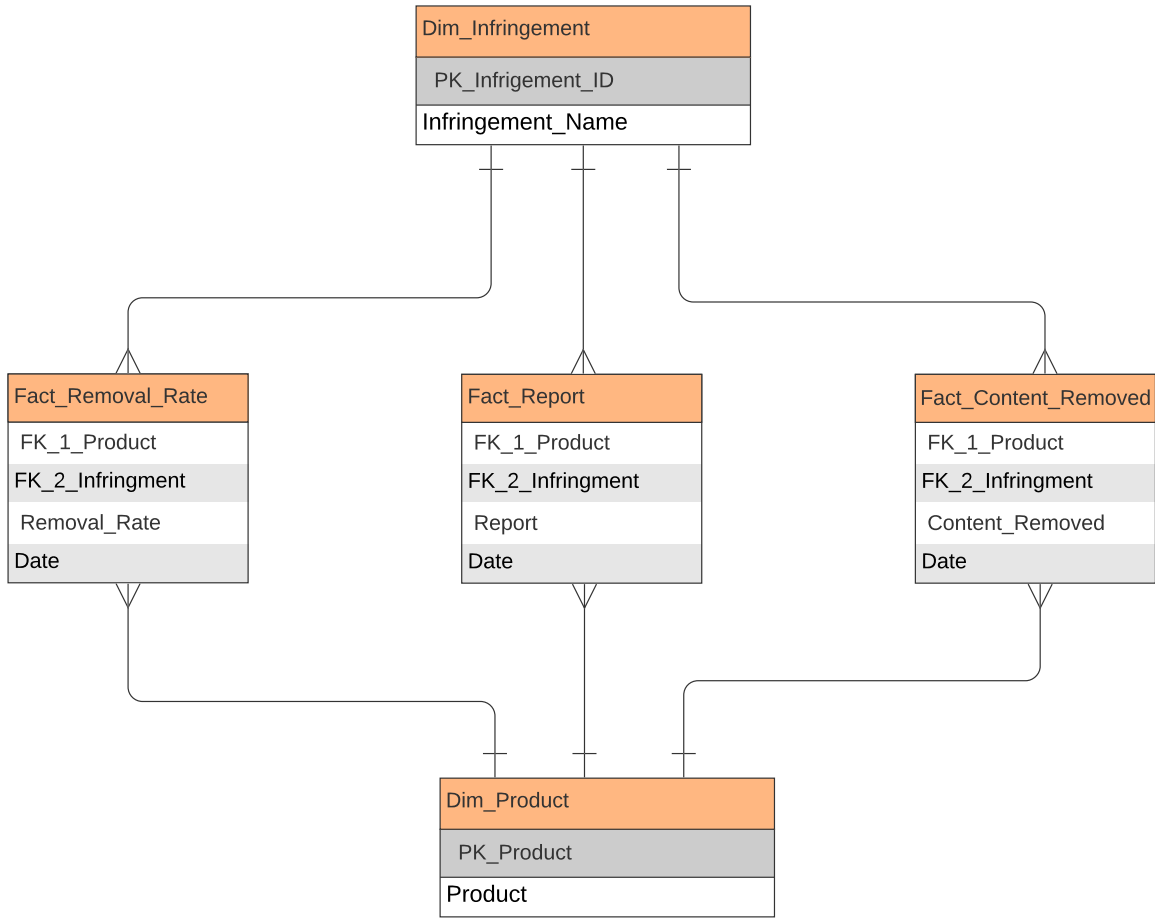 Dim_Infringement
PK_Infrigement_ID
Infringement_Name
Fact_Removal_Rate
FK_1_Product
FK_2_Infringment
Removal_Rate
Date
Fact_Report
FK_1_Product
FK_2_Infringment
Report
Date
Fact_Content_Removed
FK_1_Product
FK_2_Infringment
Content_Removed
Date
Dim_Product
PK_Product
Product